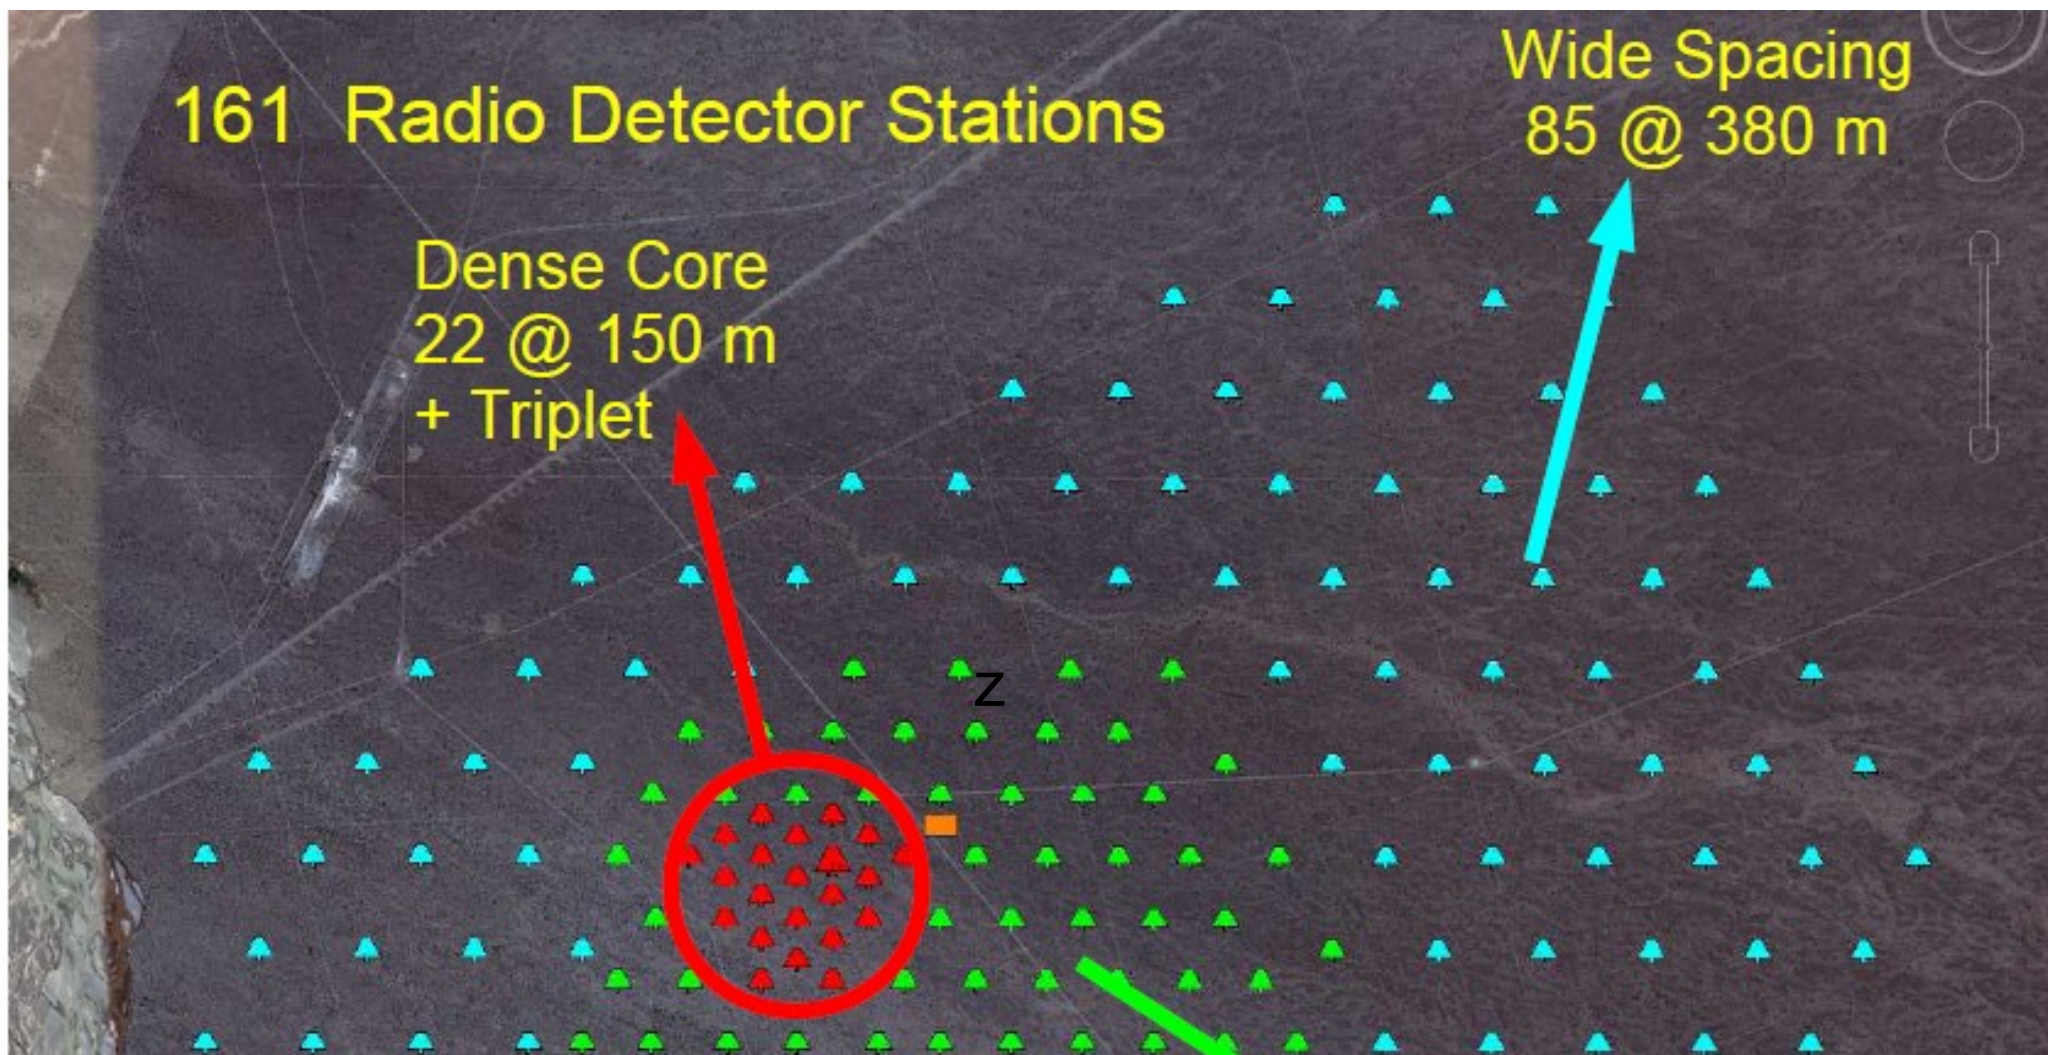 161 Radio Detector Stations
Wide Spacing
85 @ 380 m
Dense Core
22 @ 150 m
+ Triplet
Z